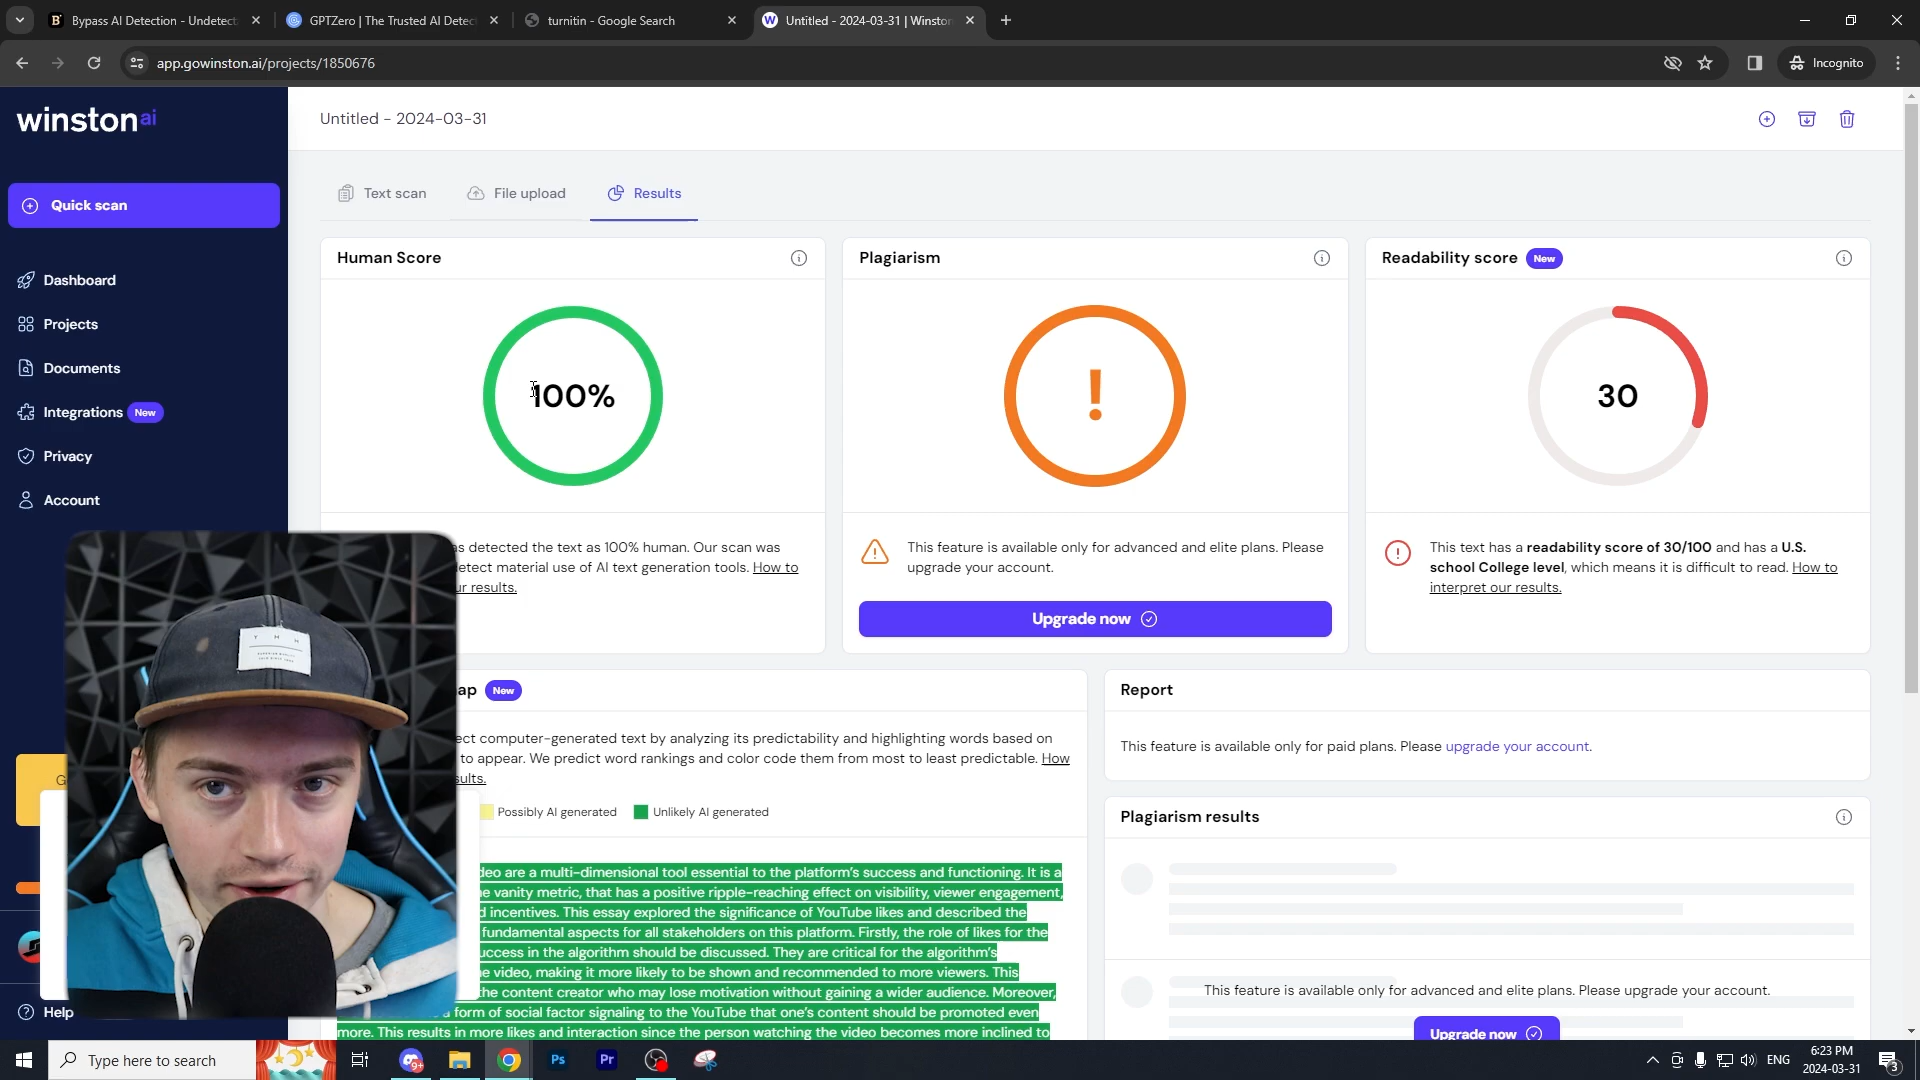 Bypass AI Detection - Undetect
GPTZero | The Trusted AI Detec
turnitin - Google Search
Untitled - 2024-03-31 | Winston
app.gowinston.ai/projects/1850676
Incognito
winston ai
Untitled - 2024-03-31
Quick scan
Text scan
File upload
Results
Dashboard
Projects
Documents
Integrations New
Privacy
Account
Human Score
100%
as detected the text as 100% human. Our scan was
etect material use of AI text generation tools. How to
ur results.
Plagiarism
!
This feature is available only for advanced and elite plans. Please
upgrade your account.
Upgrade now
Readability score New
30
This text has a readability score of 30/100 and has a U.S.
school College level, which means it is difficult to read. How to
interpret our results.
ap New
ect computer-generated text by analyzing its predictability and highlighting words based on
to appear. We predict word rankings and color code them from most to least predictable. How
sults.
Possibly AI generated
Unlikely AI generated
deo are a multi-dimensional tool essential to the platform's success and functioning. It is a
e vanity metric, that has a positive ripple-reaching effect on visibility, viewer engagement,
d incentives. This essay explored the significance of YouTube likes and described the
fundamental aspects for all stakeholders on this platform. Firstly, the role of likes for the
uccess in the algorithm should be discussed. They are critical for the algorithm's
e video, making it more likely to be shown and recommended to more viewers. This
the content creator who may lose motivation without gaining a wider audience. Moreover,
a form of social factor signaling to the YouTube that one's content should be promoted even
more. This results in more likes and interaction since the person watching the video becomes more inclined to
Report
This feature is available only for paid plans. Please upgrade your account.
Plagiarism results
This feature is available only for advanced and elite plans. Please upgrade your account.
Upgrade now
G
Help
T H H
Type here to search
9+
Ps
Pr
ENG
6:23 PM
2024-03-31
3